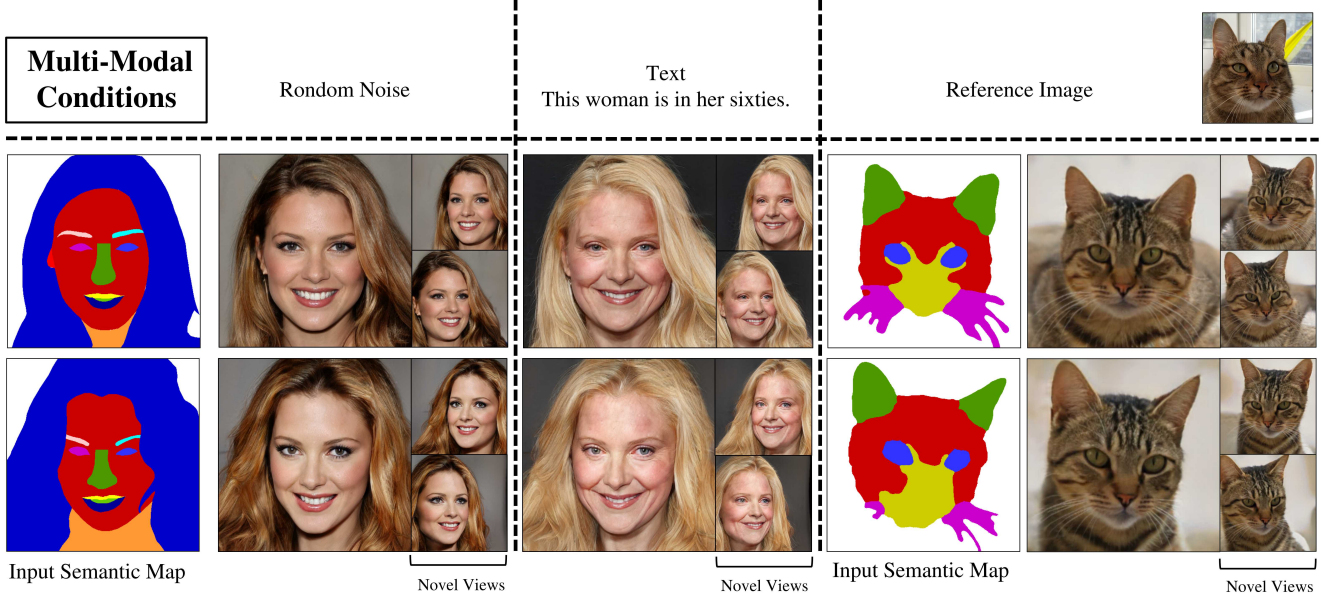 Multi-Modal
Conditions
Rondom Noise
Text
This woman is in her sixties.
Reference Image
Input Semantic Map
Novel Views
Novel Views
Input Semantic Map
Novel Views